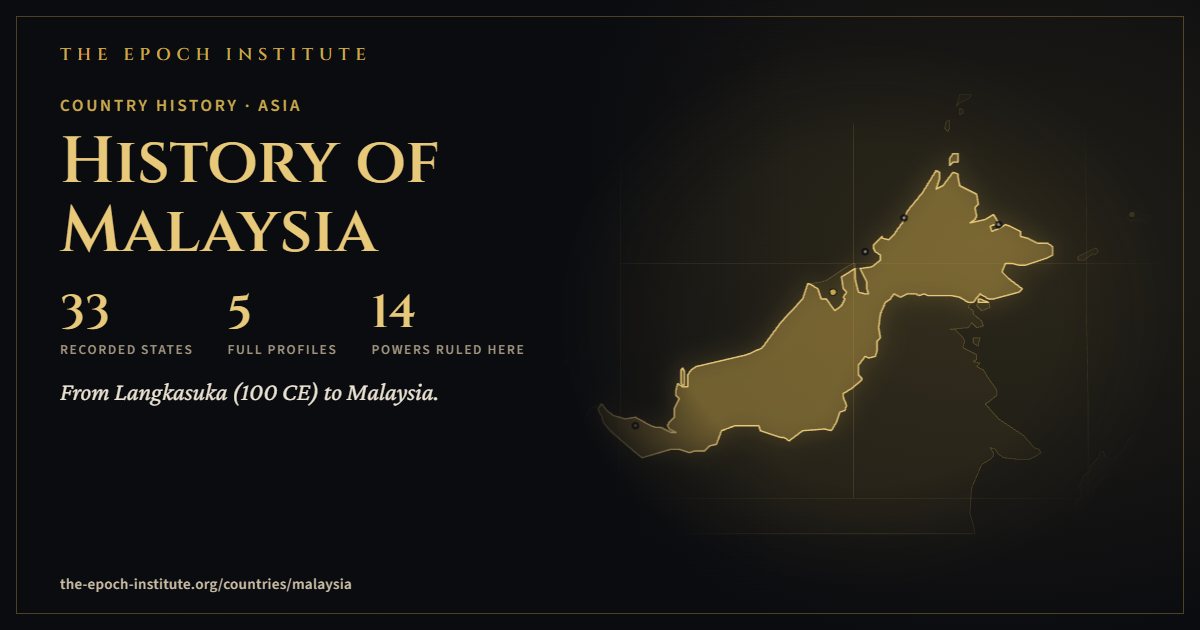 THE EPOCH INSTITUTE
COUNTRY HISTORY · ASIA
HISTORY OF
MALAYSIA
33 5 14
RECORDED STATES FULL PROFILES POWERS RULED HERE
From Langkasuka (100 CE) to Malaysia.
the-epoch-institute.org/countries/malaysia